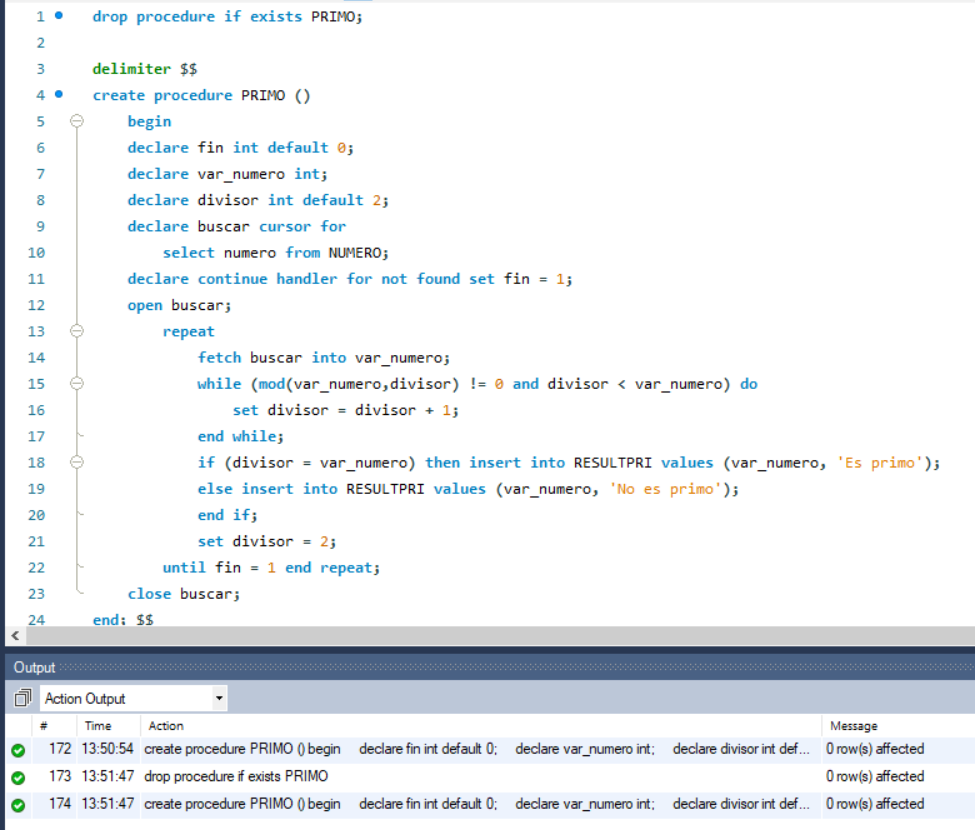 1 drop procedure if exists PRIMO;
2
3 delimiter $$
4 create procedure PRIMO ()
5 begin
6 declare fin int default 0;
7 declare var_numero int;
8 declare divisor int default 2;
9 declare buscar cursor for
10 select numero from NUMERO;
11 declare continue handler for not found set fin = 1;
12 open buscar;
13 repeat
14 fetch buscar into var_numero;
15 while (mod(var_numero,divisor) != 0 and divisor < var_numero) do
16 set divisor = divisor + 1;
17 end while;
18 if (divisor = var_numero) then insert into RESULTPRI values (var_numero, 'Es primo');
19 else insert into RESULTPRI values (var_numero, 'No es primo');
20 end if;
21 set divisor = 2;
22 until fin = 1 end repeat;
23 close buscar;
24 end; $$
Output
Action Output
# Time Action Message
172 13:50:54 create procedure PRIMO () begin declare fin int default 0; declare var_numero int; declare divisor int def... 0 row(s) affected
173 13:51:47 drop procedure if exists PRIMO 0 row(s) affected
174 13:51:47 create procedure PRIMO () begin declare fin int default 0; declare var_numero int; declare divisor int def... 0 row(s) affected